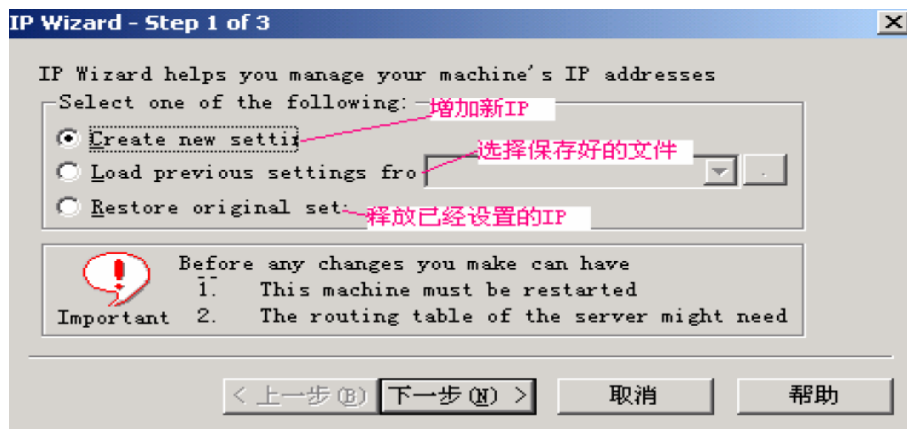 IP Wizard - Step 1 of 3
IP Wizard helps you manage your machine's IP addresses
Select one of the following:
增加新IP
Create new setti
选择保存好的文件
Load previous settings fro
Restore original set
释放已经设置的IP
Before any changes you make can have
1. This machine must be restarted
Important 2. The routing table of the server might need
< 上一步(B) 下一步(N) > 取消 帮助